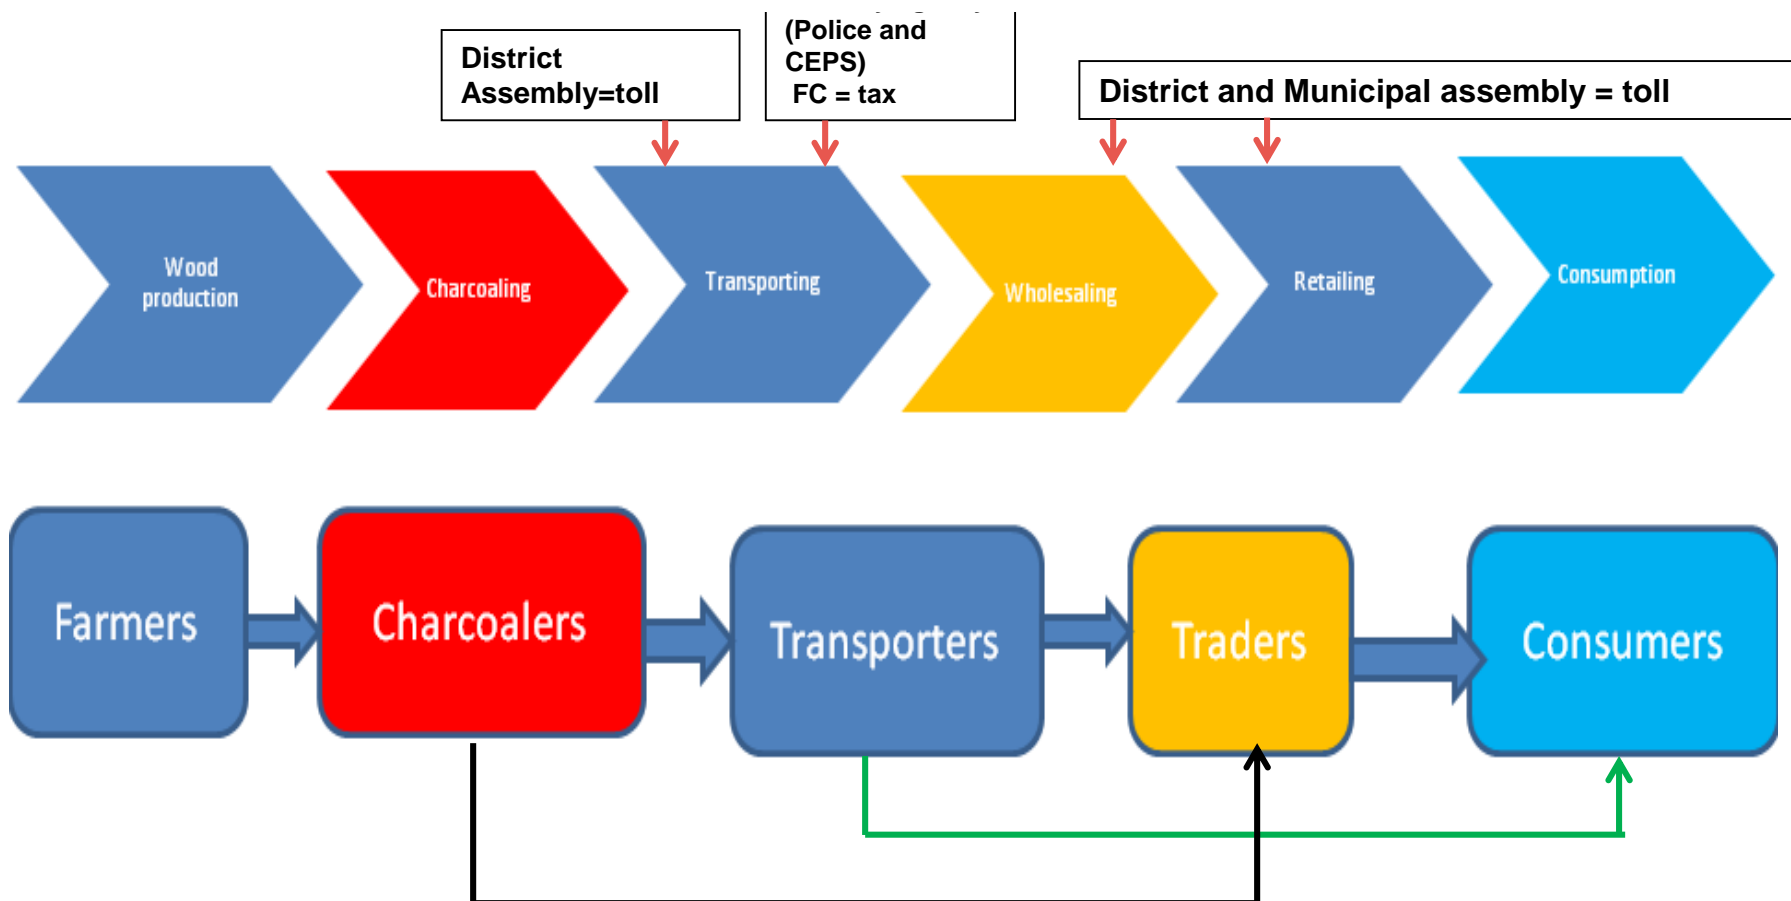 District
Assembly=toll
(Police and
CEPS)
FC = tax
District and Municipal assembly = toll
Wood
production
Charcoaling
Transporting
Wholesaling
Retailing
Consumption
Farmers
Charcoalers
Transporters
Traders
Consumers